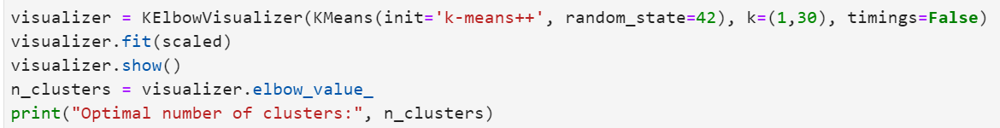 visualizer = KElbowVisualizer(KMeans(init='k-means++', random_state=42), k=(1,30), timings=False)
visualizer.fit(scaled)
visualizer.show()
n_clusters = visualizer.elbow_value_
print("Optimal number of clusters:", n_clusters)